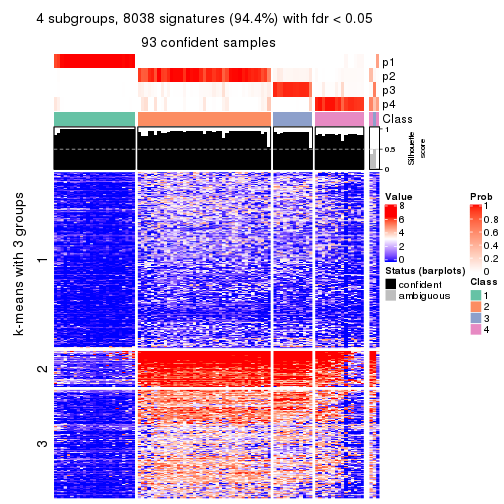 4 subgroups, 8038 signatures (94.4%) with fdr < 0.05
93 confident samples
p1
p2
p3
p4
Class
1
0.5
0
Silhouette
score
k-means with 3 groups
1
2
3
Value
8
6
4
2
0
Status (barplots)
confident
ambiguous
Prob
1
0.8
0.6
0.4
0.2
0
Class
1
2
3
4